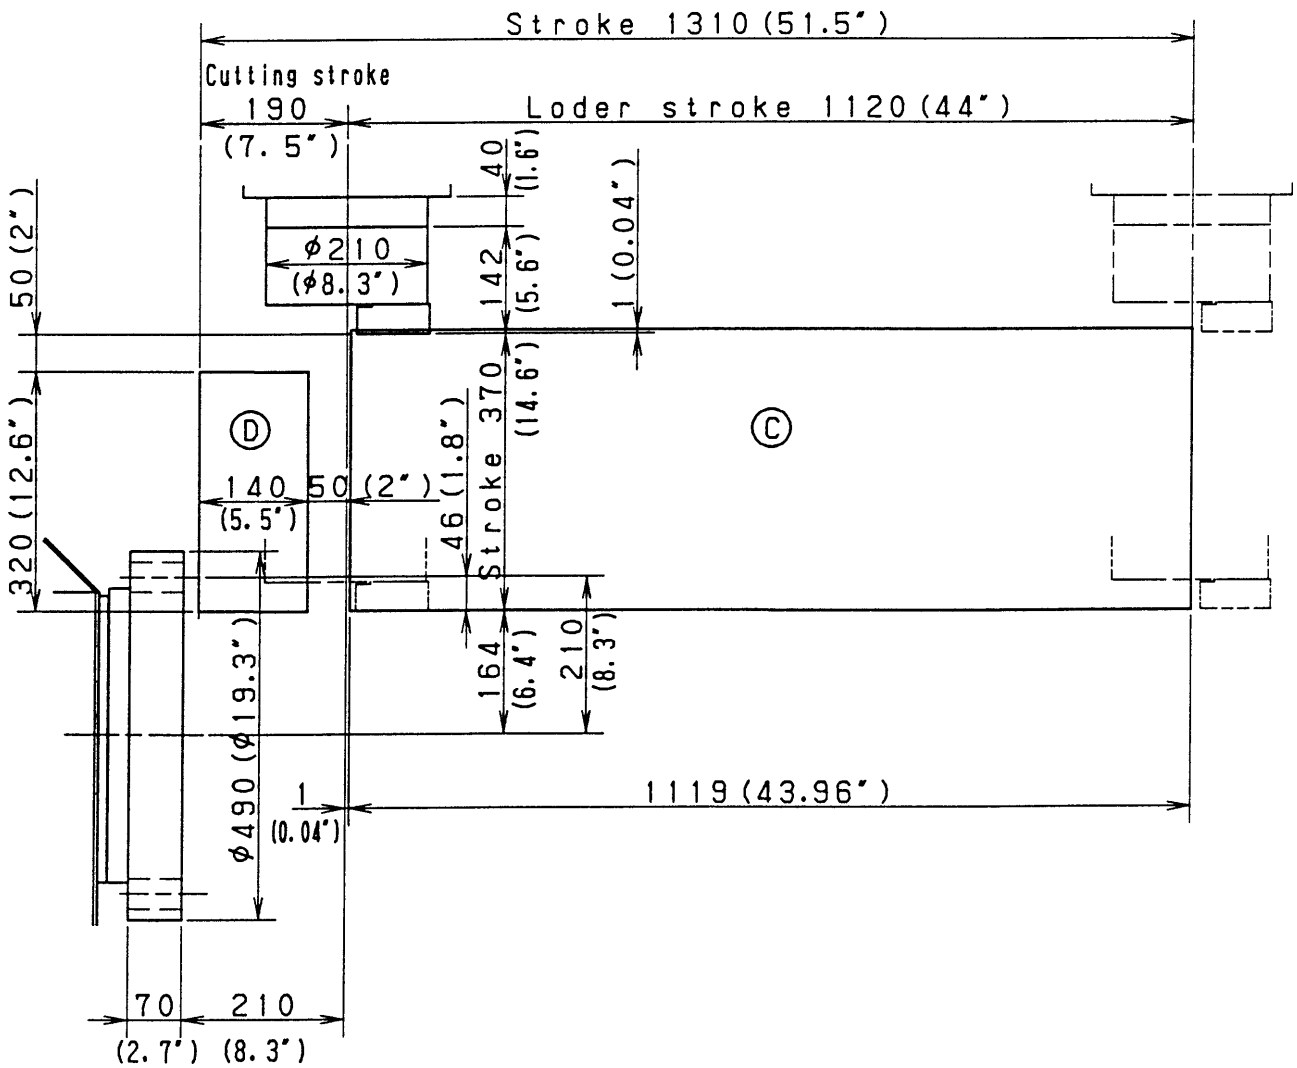 Stroke 1310 (51.5″)
Cutting stroke
190
(7.5″)
Loder stroke 1120 (44″)
40
(1.6″)
50 (2″)
φ210
(φ8.3″)
142
(5.6″)
1 (0.04″)
Stroke 370
(14.6″)
320 (12.6″)
D
C
140
(5.5″)
50 (2″)
46 (1.8″)
164
(6.4″)
210
(8.3″)
φ490 (φ19.3″)
1
(0.04″)
1119 (43.96″)
70
(2.7″)
210
(8.3″)